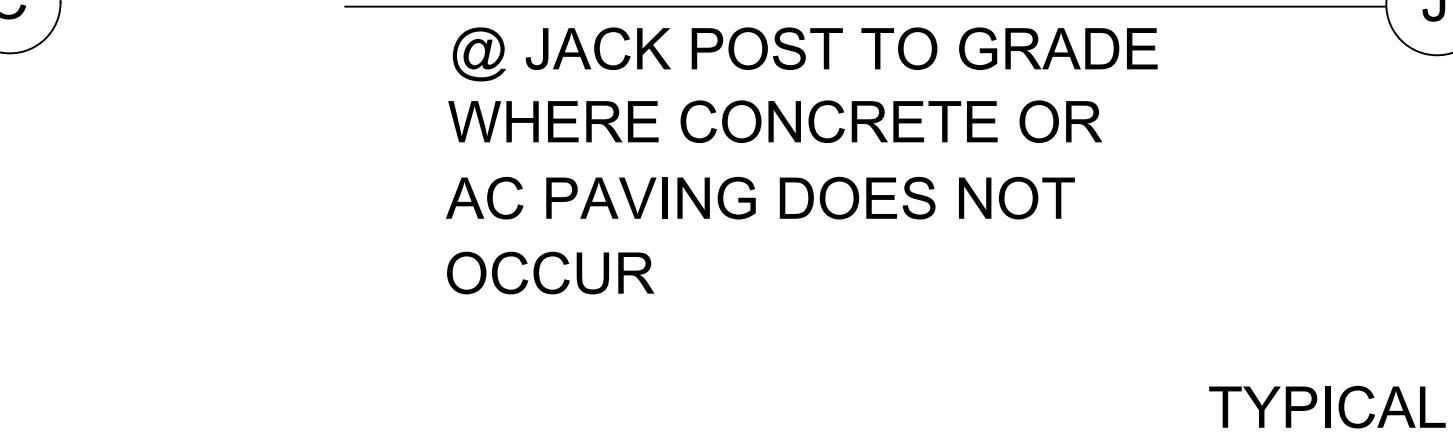 @ JACK POST TO GRADE
WHERE CONCRETE OR
AC PAVING DOES NOT
OCCUR
TYPICAL